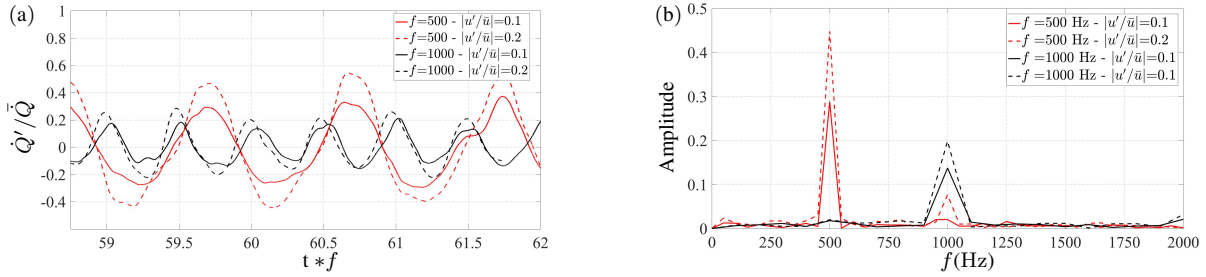 (a)
f=500 - |u'/ū|=0.1
f=500 - |u'/ū|=0.2
f=1000 - |u'/ū|=0.1
f=1000 - |u'/ū|=0.2
0.8
0.6
0.4
0.2
0
-0.2
-0.4
Q̇'/Q̇̄
59
59.5
60
60.5
61
61.5
62
t * f
(b)
f =500 Hz - |u'/ū|=0.1
f =500 Hz - |u'/ū|=0.2
f =1000 Hz - |u'/ū|=0.1
f =1000 Hz - |u'/ū|=0.1
0.5
0.4
0.3
0.2
0.1
0
Amplitude
0
250
500
750
1000
1250
1500
1750
2000
f(Hz)